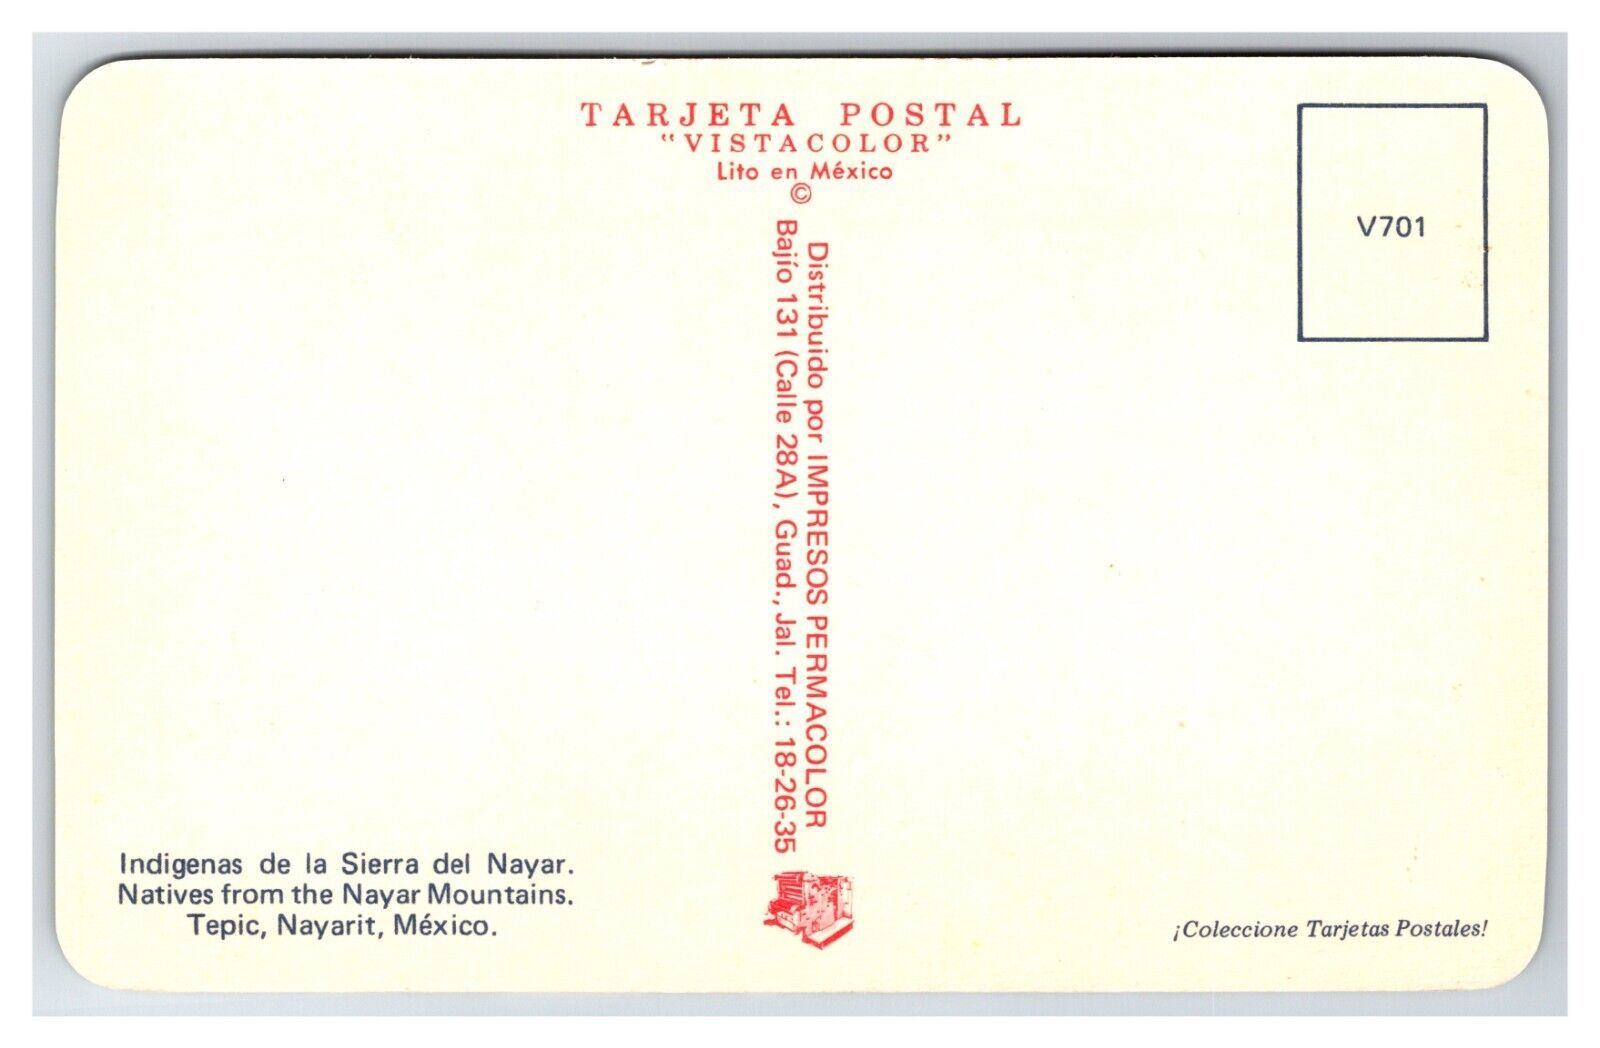 TARJETA POSTAL
"VISTACOLOR"
Lito en México
©
Distribuido por IMPRESOS PERMACOLOR
Bajío 131 (Calle 28A), Guad., Jal. Tel.: 18-26-35
V701
Indigenas de la Sierra del Nayar.
Natives from the Nayar Mountains.
Tepic, Nayarit, México.
¡Coleccione Tarjetas Postales!